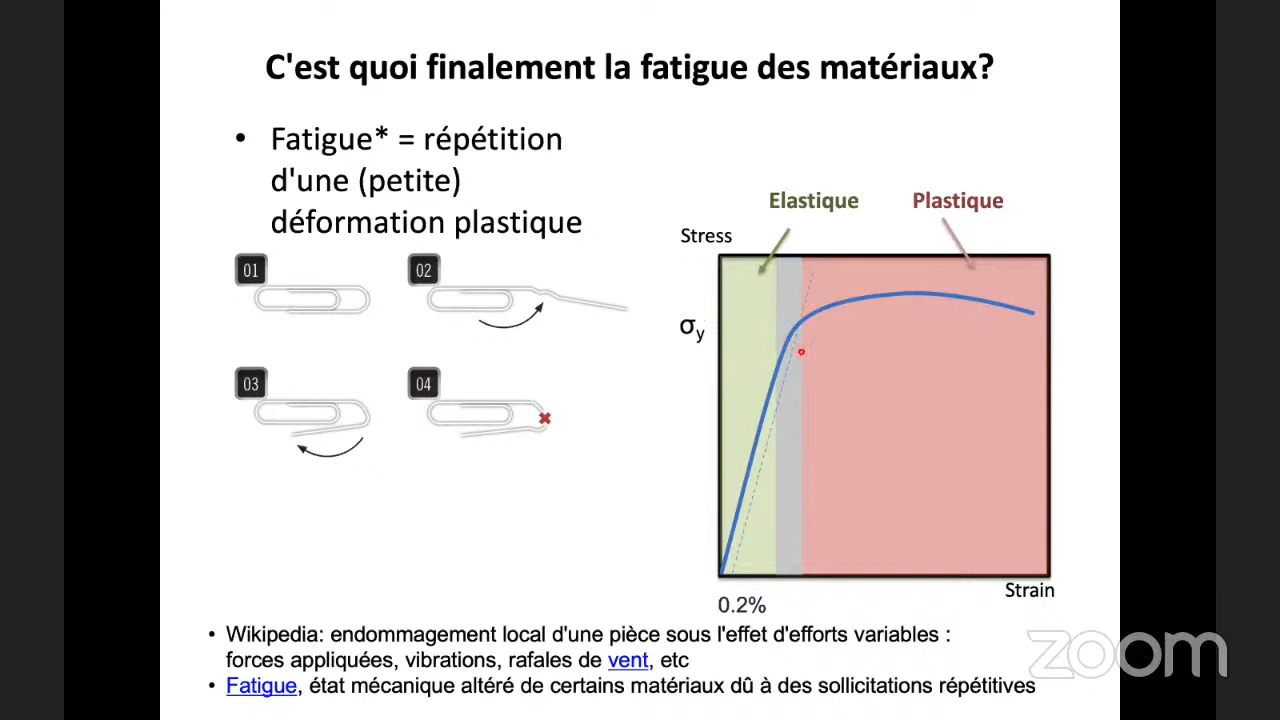 C'est quoi finalement la fatigue des matériaux?
• Fatigue* = répétition
d'une (petite)
déformation plastique
01
02
03
04
Elastique
Plastique
Stress
σy
Strain
0.2%
• Wikipedia: endommagement local d'une pièce sous l'effet d'efforts variables :
forces appliquées, vibrations, rafales de vent, etc
• Fatigue, état mécanique altéré de certains matériaux dû à des sollicitations répétitives
zoom